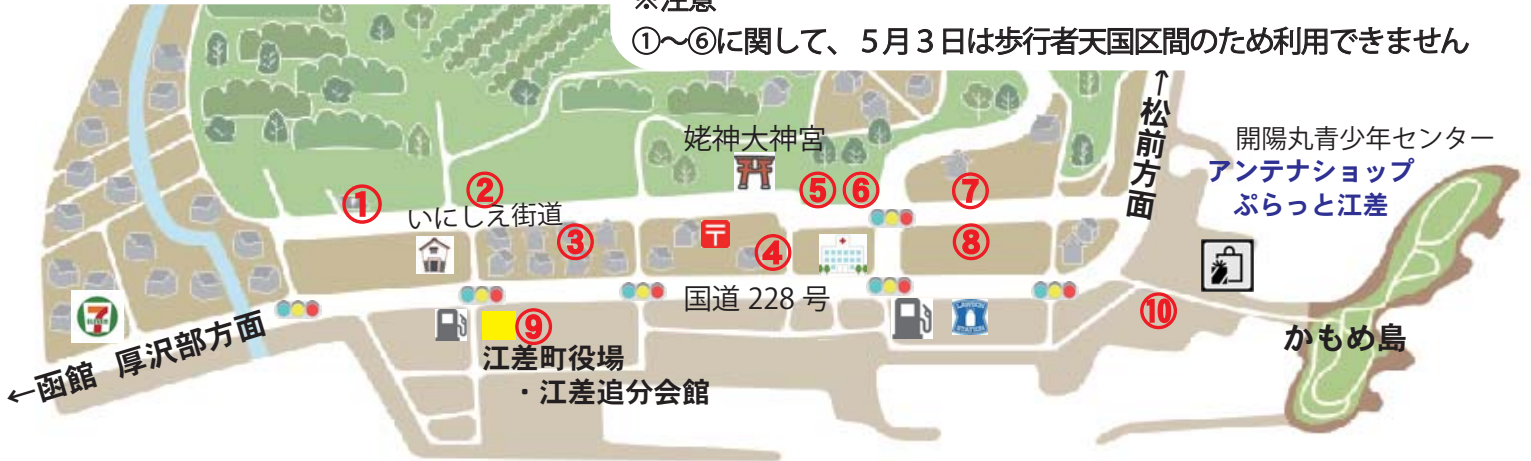 ※注意
①～⑥に関して、５月３日は歩行者天国区間のため利用できません
←松前方面
姥神大神宮
開陽丸青少年センター
アンテナショップ
ぷらっと江差
①
②
⑤
⑥
⑦
いにしえ街道
③
〒
④
⑧
国道 228 号
LAWSON
STATION
⑩
⑨
かもめ島
江差町役場
・江差追分会館
←函館 厚沢部方面